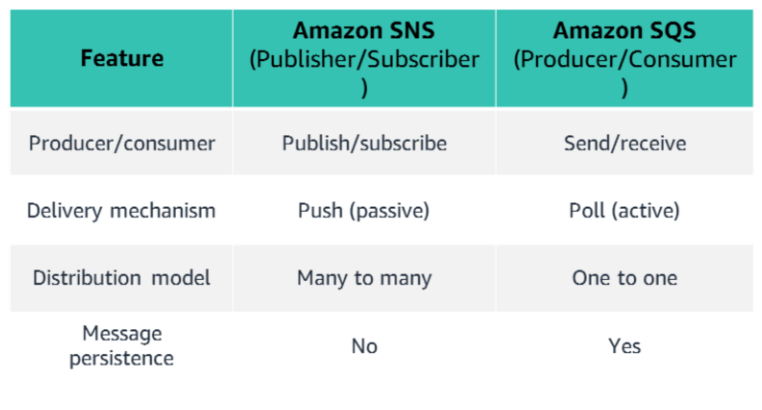 Feature
Amazon SNS
(Publisher/Subscriber
)
Amazon SQS
(Producer/Consumer
)
Producer/consumer
Publish/subscribe
Send/receive
Delivery mechanism
Push (passive)
Poll (active)
Distribution model
Many to many
One to one
Message
persistence
No
Yes